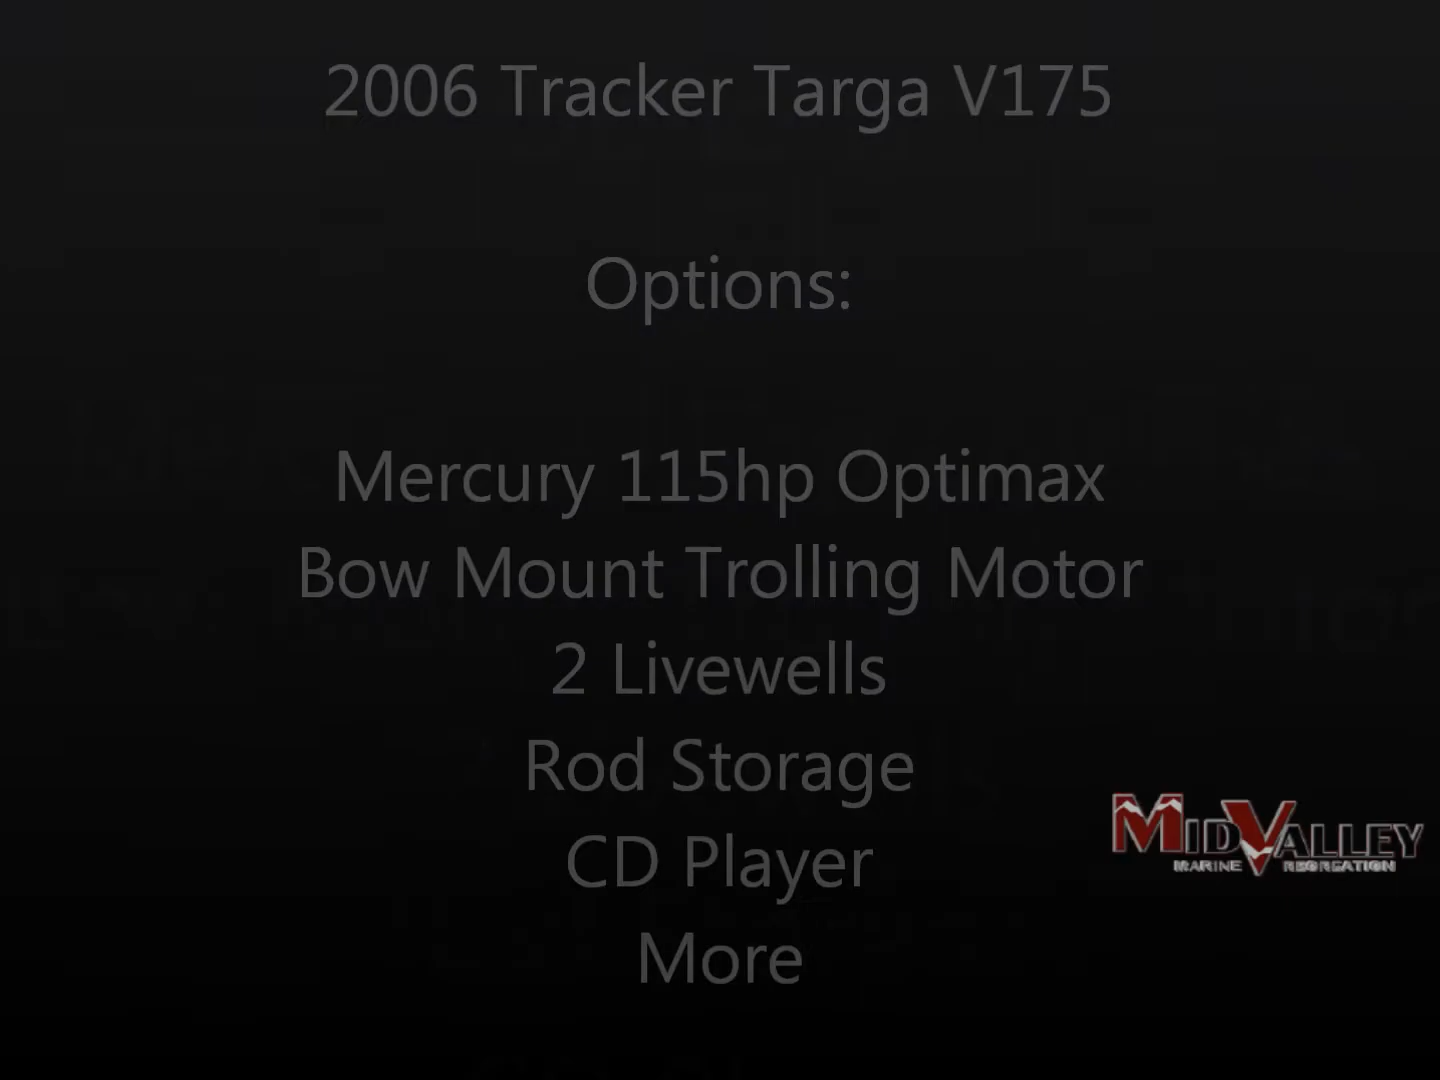 2006 Tracker Targa V175
Options:
Mercury 115hp Optimax
Bow Mount Trolling Motor
2 Livewells
Rod Storage
CD Player
More
MIDVALLEY
MARINE RECREATION